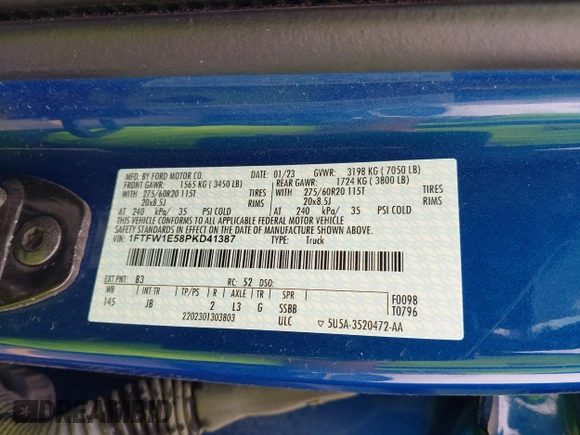 MFD. BY FORD MOTOR CO.
DATE: 01/23 GVWR: 3198 KG ( 7050 LB)
FRONT GAWR: 1565 KG ( 3450 LB)
REAR GAWR: 1724 KG ( 3800 LB)
WITH 275/60R20 115T TIRES
20x8.5J RIMS
AT 240 kPa/ 35 PSI COLD
WITH 275/60R20 115T TIRES
20x8.5J RIMS
AT 240 kPa/ 35 PSI COLD
THIS VEHICLE CONFORMS TO ALL APPLICABLE FEDERAL MOTOR VEHICLE
SAFETY STANDARDS IN EFFECT ON THE DATE OF MANUFACTURE SHOWN ABOVE.
VIN: 1FTFW1E58PKD41387 TYPE: Truck
EXT PNT: B3 RC: 52 DSO:
WB INT TR TP/PS R AXLE TR SPR
145 JB 2 L3 G SSBB
F0098
T0796
2202301303803 ULC
▽ 5U5A-3520472-AA
DREAMBID